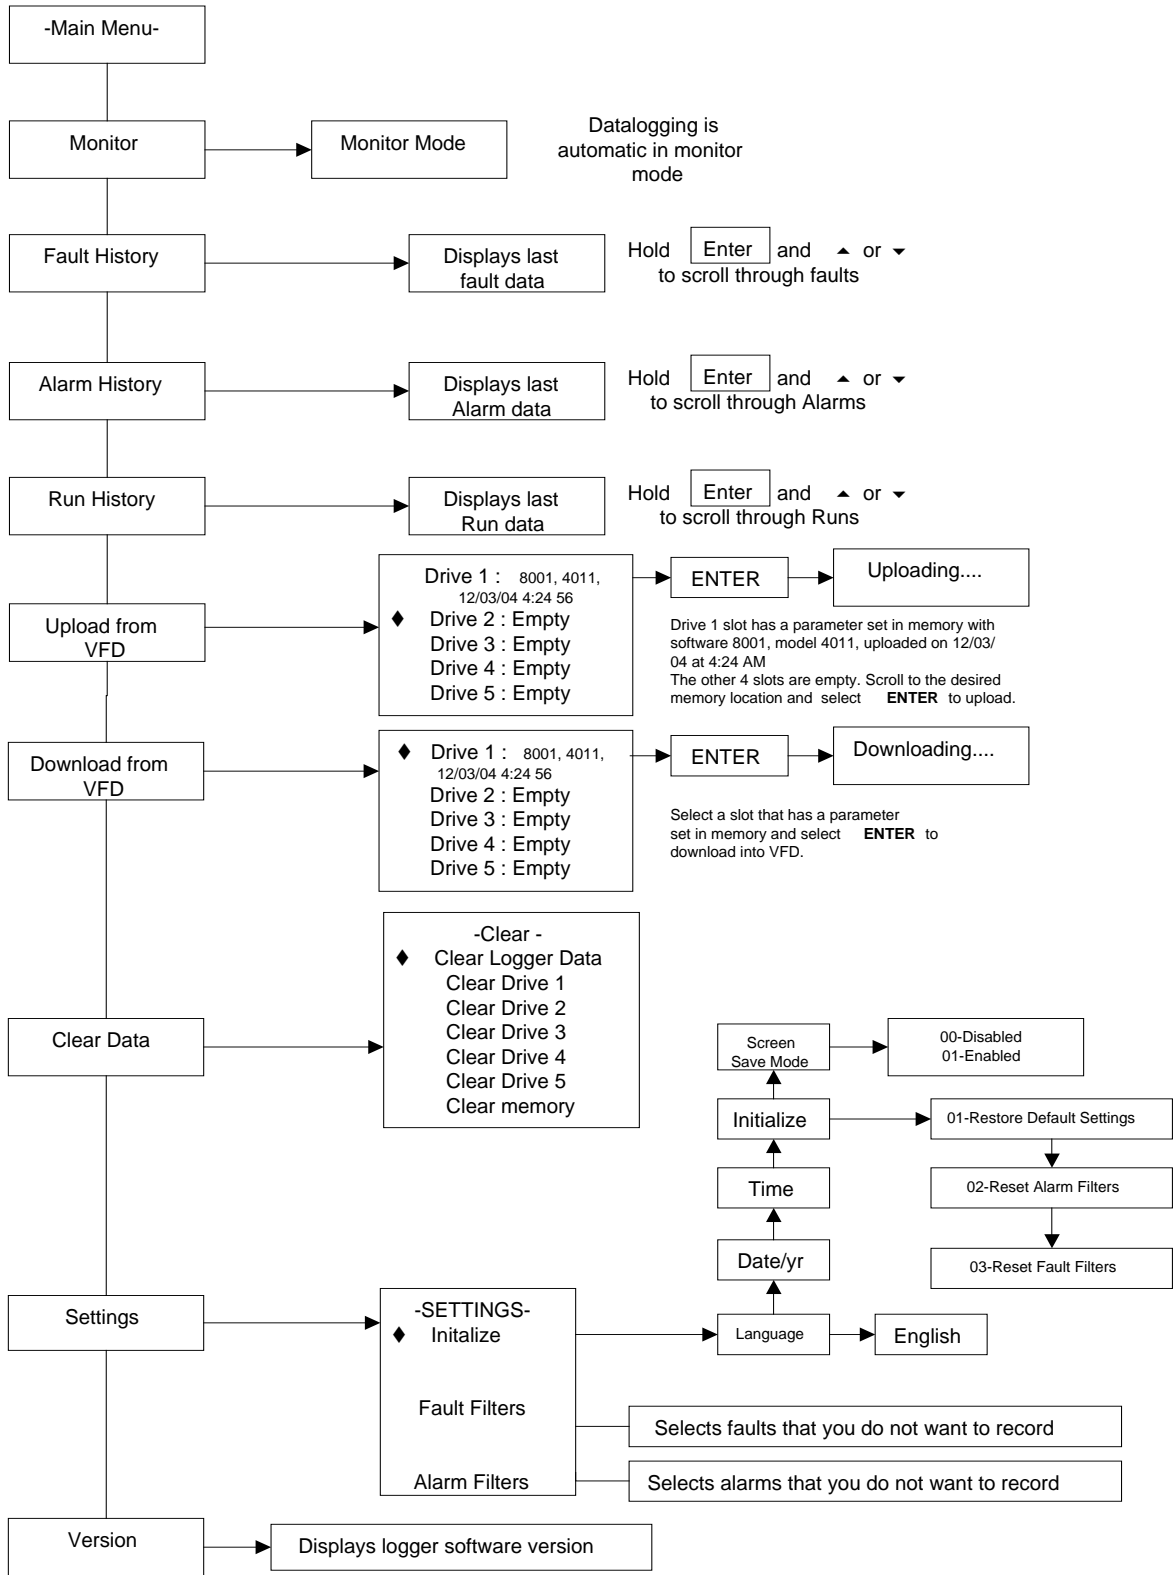 -Main Menu-
Monitor
Monitor Mode
Datalogging is
automatic in monitor
mode
Fault History
Displays last
fault data
Hold Enter and ▲ or ▼
to scroll through faults
Alarm History
Displays last
Alarm data
Hold Enter and ▲ or ▼
to scroll through Alarms
Run History
Displays last
Run data
Hold Enter and ▲ or ▼
to scroll through Runs
Upload from
VFD
Drive 1 : 8001, 4011,
12/03/04 4:24 56
♦ Drive 2 : Empty
Drive 3 : Empty
Drive 4 : Empty
Drive 5 : Empty
ENTER
Uploading....
Drive 1 slot has a parameter set in memory with
software 8001, model 4011, uploaded on 12/03/
04 at 4:24 AM
The other 4 slots are empty. Scroll to the desired
memory location and select ENTER to upload.
Download from
VFD
♦ Drive 1 : 8001, 4011,
12/03/04 4:24 56
Drive 2 : Empty
Drive 3 : Empty
Drive 4 : Empty
Drive 5 : Empty
ENTER
Downloading....
Select a slot that has a parameter
set in memory and select ENTER to
download into VFD.
Clear Data
-Clear -
♦ Clear Logger Data
Clear Drive 1
Clear Drive 2
Clear Drive 3
Clear Drive 4
Clear Drive 5
Clear memory
Screen
Save Mode
00-Disabled
01-Enabled
Initialize
01-Restore Default Settings
Time
02-Reset Alarm Filters
Date/yr
03-Reset Fault Filters
Settings
-SETTINGS-
♦ Initalize
Fault Filters
Alarm Filters
Language
English
Selects faults that you do not want to record
Selects alarms that you do not want to record
Version
Displays logger software version